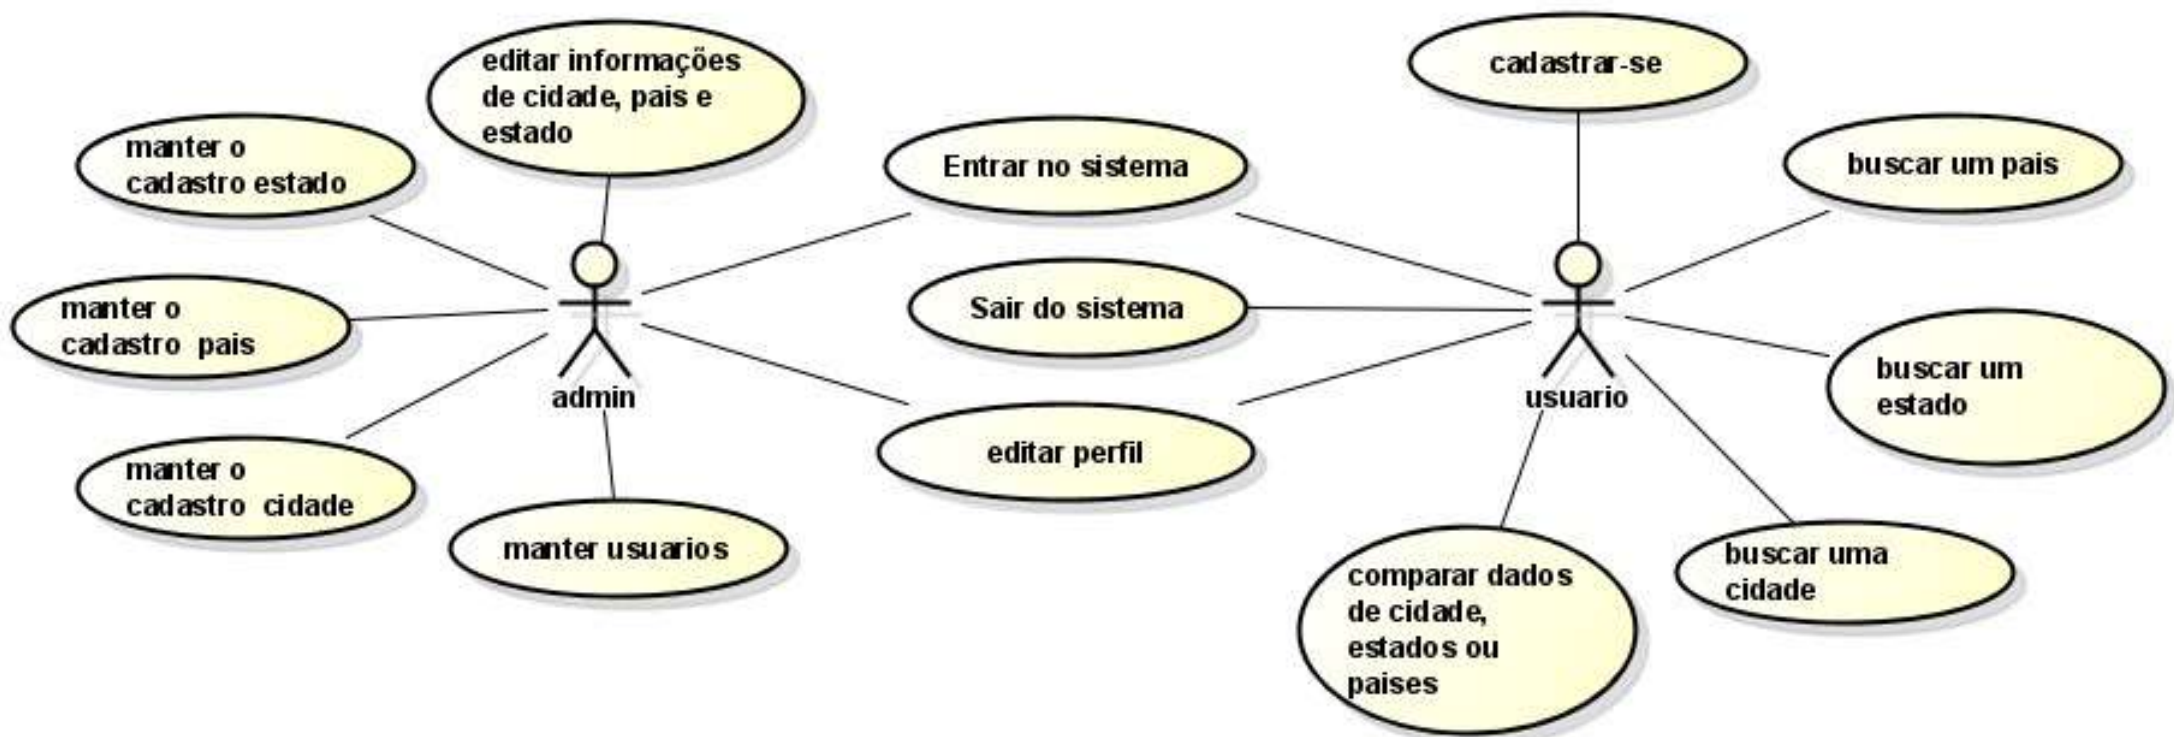 editar informações
de cidade, pais e
estado
cadastrar-se
manter o
cadastro estado
Entrar no sistema
buscar um pais
manter o
cadastro  pais
Sair do sistema
admin
usuario
buscar um
estado
manter o
cadastro  cidade
editar perfil
manter usuarios
comparar dados
de cidade,
estados ou
paises
buscar uma
cidade